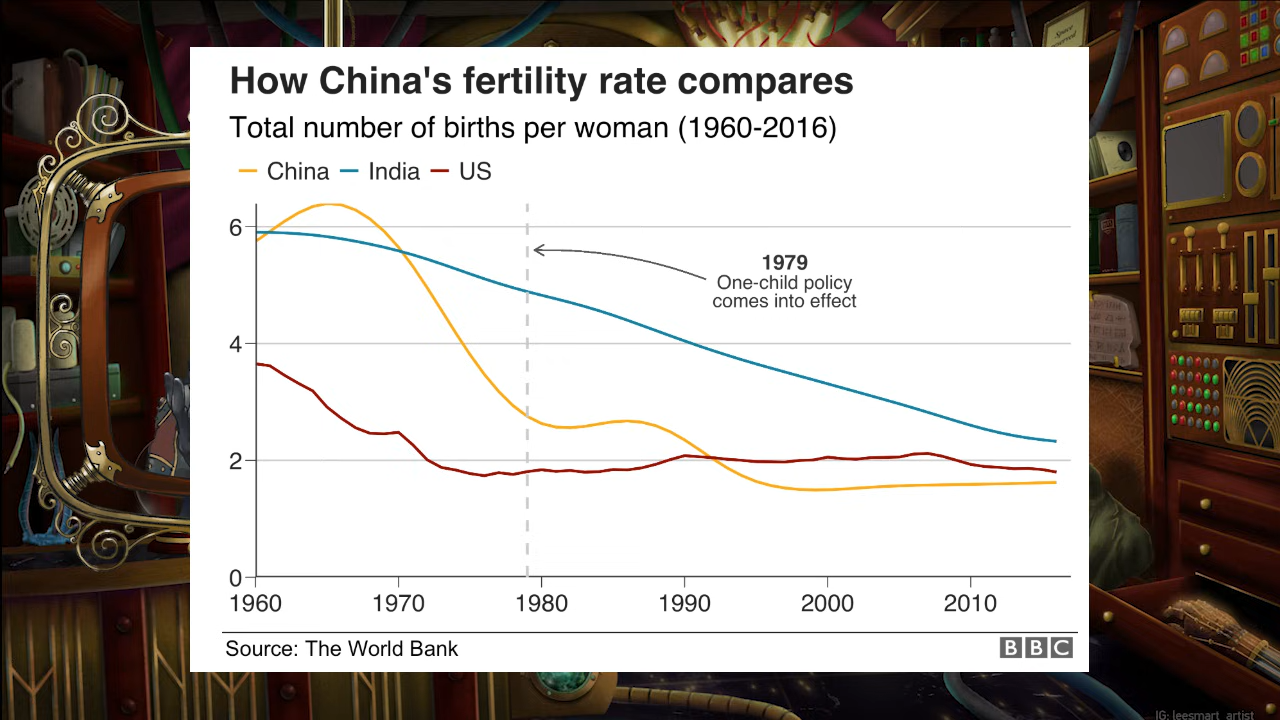 How China's fertility rate compares
Total number of births per woman (1960-2016)
China India US
6
1979
One-child policy
comes into effect
4
2
0
1960 1970 1980 1990 2000 2010
Source: The World Bank
BBC
Space
reserved
IG: leesmart_artist